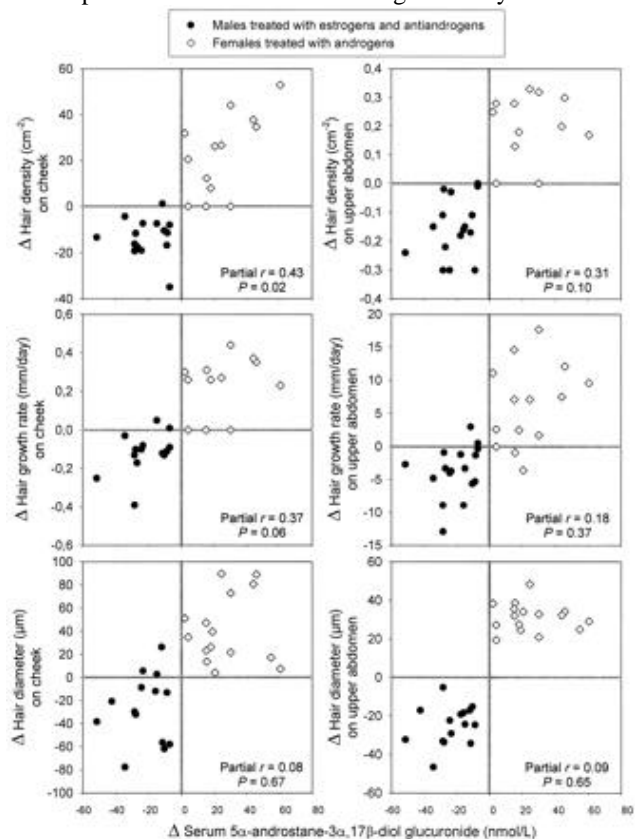 Males treated with estrogens and antiandrogens
Females treated with androgens
Δ Hair density (cm⁻²)
on cheek
60
40
20
0
-20
-40
Partial r = 0.43
P = 0.02
Δ Hair density (cm⁻²)
on upper abdomen
0,4
0,3
0,2
0,1
0,0
-0,1
-0,2
-0,3
0,4
Partial r = 0.31
P = 0.10
Δ Hair growth rate (mm/day)
on cheek
0,6
0,4
0,2
0,0
-0,2
-0,4
-0,6
Partial r = 0.37
P = 0.06
Δ Hair growth rate (mm/day)
on upper abdomen
20
15
10
5
0
-5
-10
-15
Partial r = 0.18
P = 0.37
Δ Hair diameter (µm)
on cheek
100
80
60
40
20
0
-20
-40
-60
-80
-100
Partial r = 0.08
P = 0.67
-60 -40 -20 0 20 40 60 80
Δ Hair diameter (µm)
on upper abdomen
60
40
20
0
-20
-40
-60
Partial r = 0.09
P = 0.65
-60 -40 -20 0 20 40 60 80
Δ Serum 5α-androstane-3α,17β-diol glucuronide (nmol/L)